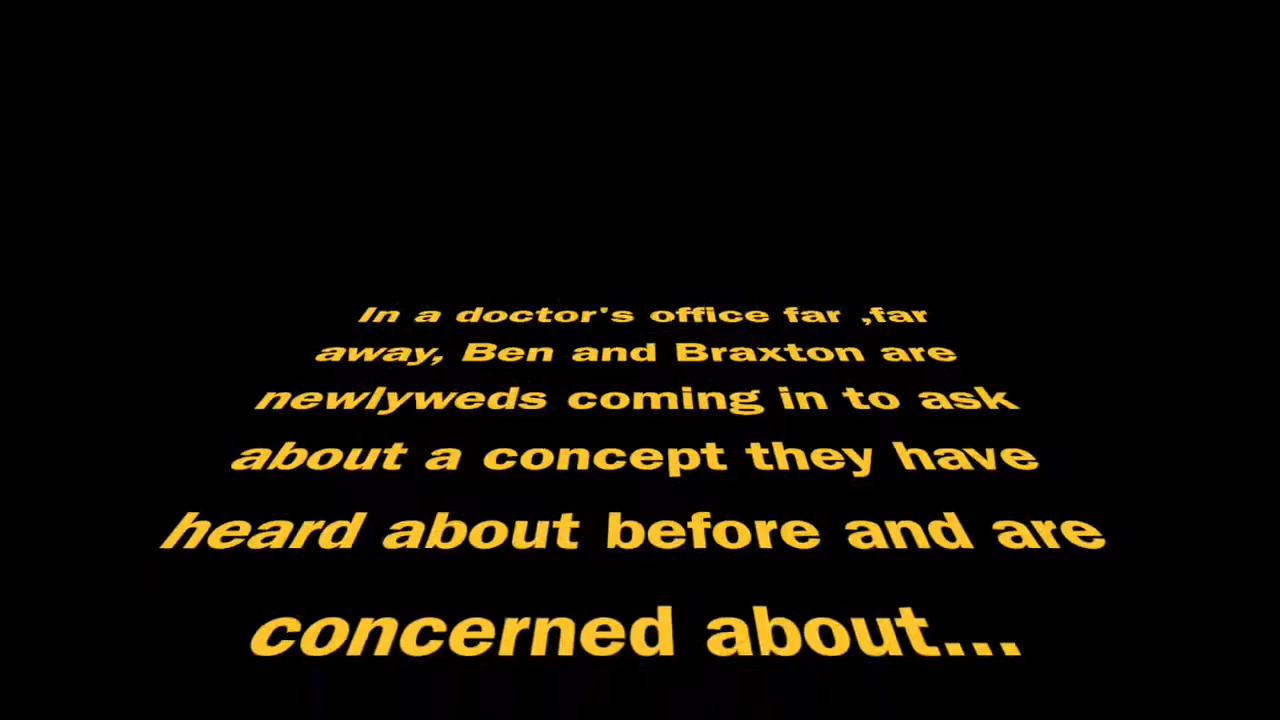 In a doctor's office far ,far
away, Ben and Braxton are
newlyweds coming in to ask
about a concept they have
heard about before and are
concerned about...